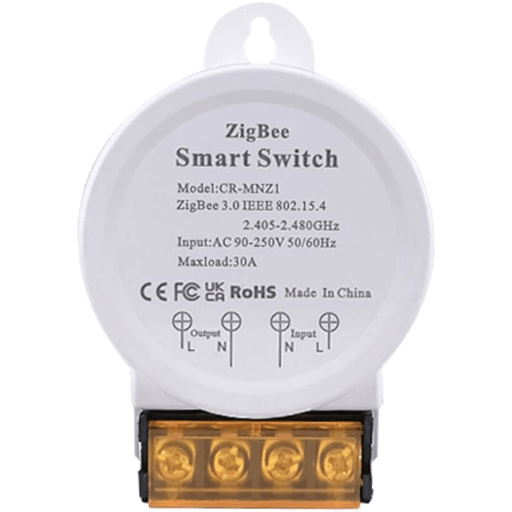 ZigBee
Smart Switch
Model:CR-MNZ1
ZigBee 3.0 IEEE 802.15.4
2.405-2.480GHz
Input:AC 90-250V 50/60Hz
Maxload:30A
CE FC UK CA RoHS Made In China
Output Input
L N N L